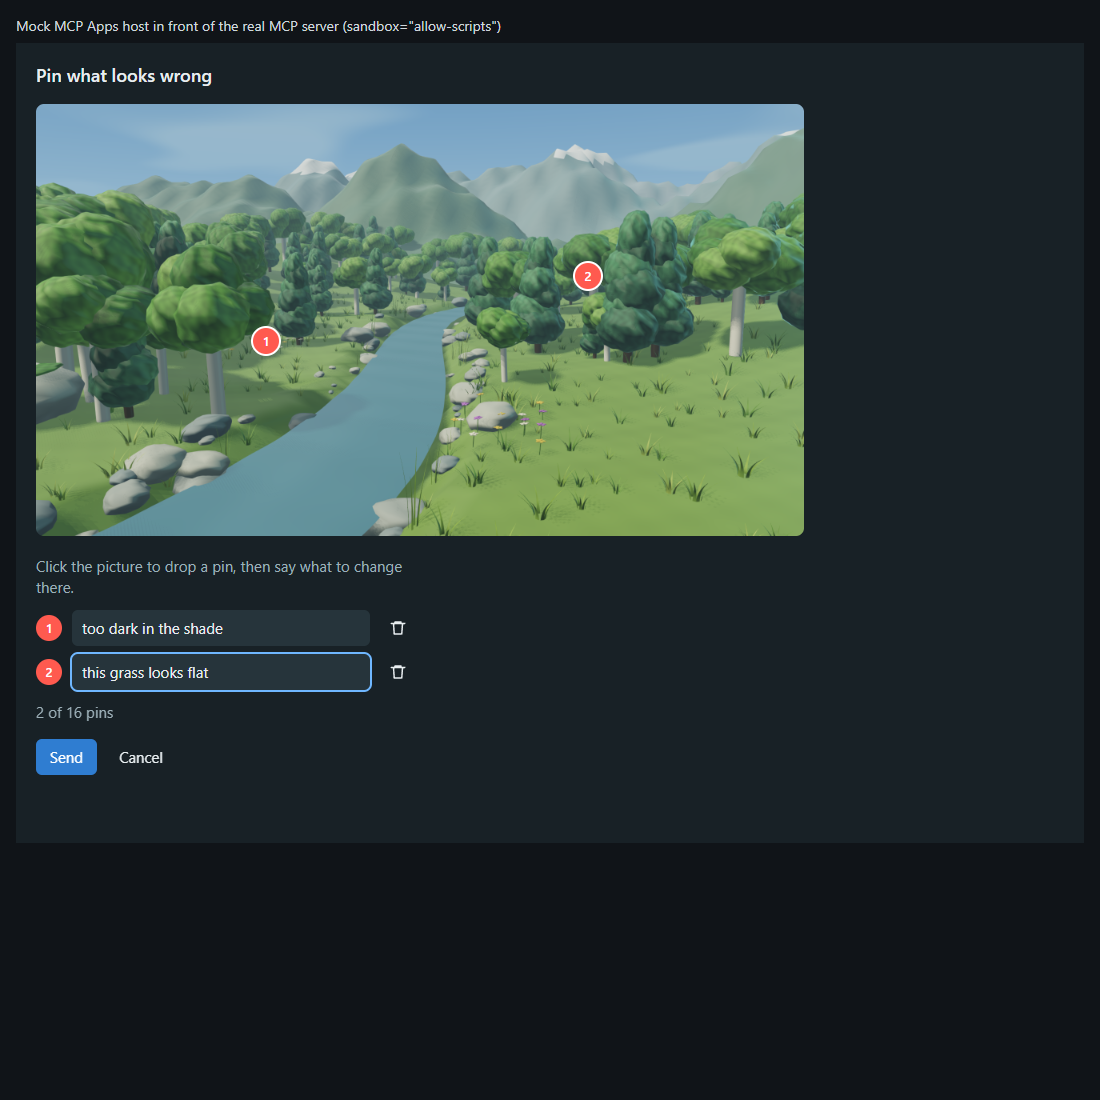 Mock MCP Apps host in front of the real MCP server (sandbox="allow-scripts")
Pin what looks wrong
2
1
Click the picture to drop a pin, then say what to change
there.
1 too dark in the shade
2 this grass looks flat
2 of 16 pins
Send Cancel